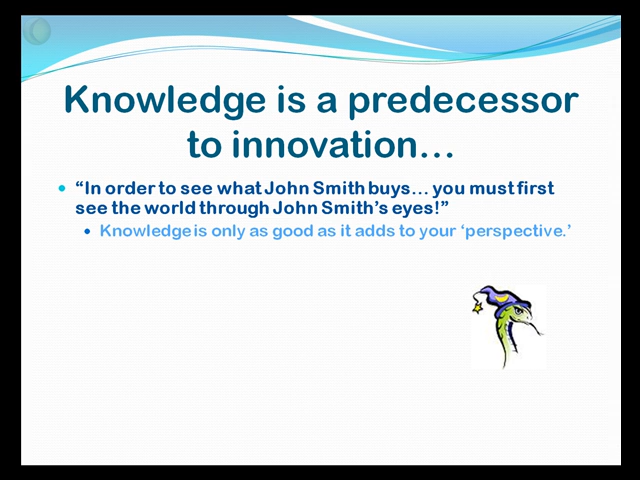 Knowledge is a predecessor
to innovation…
“In order to see what John Smith buys… you must first
see the world through John Smith’s eyes!”
Knowledge is only as good as it adds to your ‘perspective.’